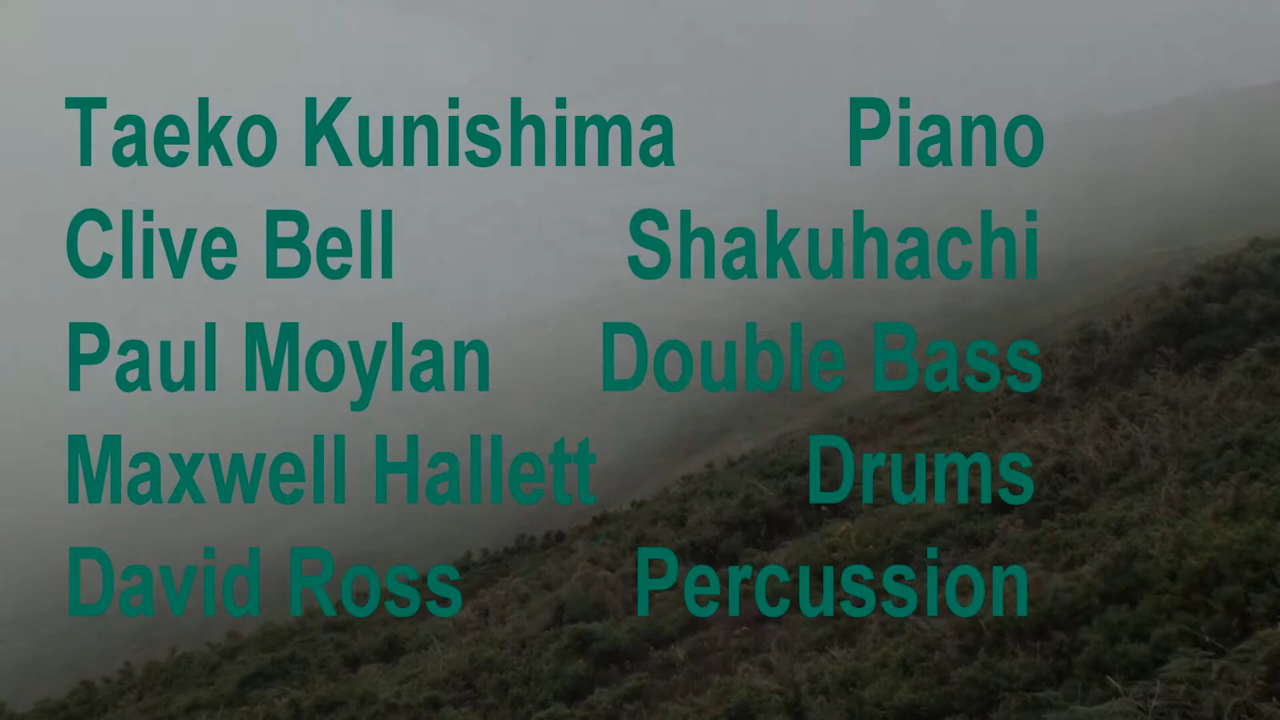 Taeko Kunishima Piano
Clive Bell Shakuhachi
Paul Moylan Double Bass
Maxwell Hallett Drums
David Ross Percussion